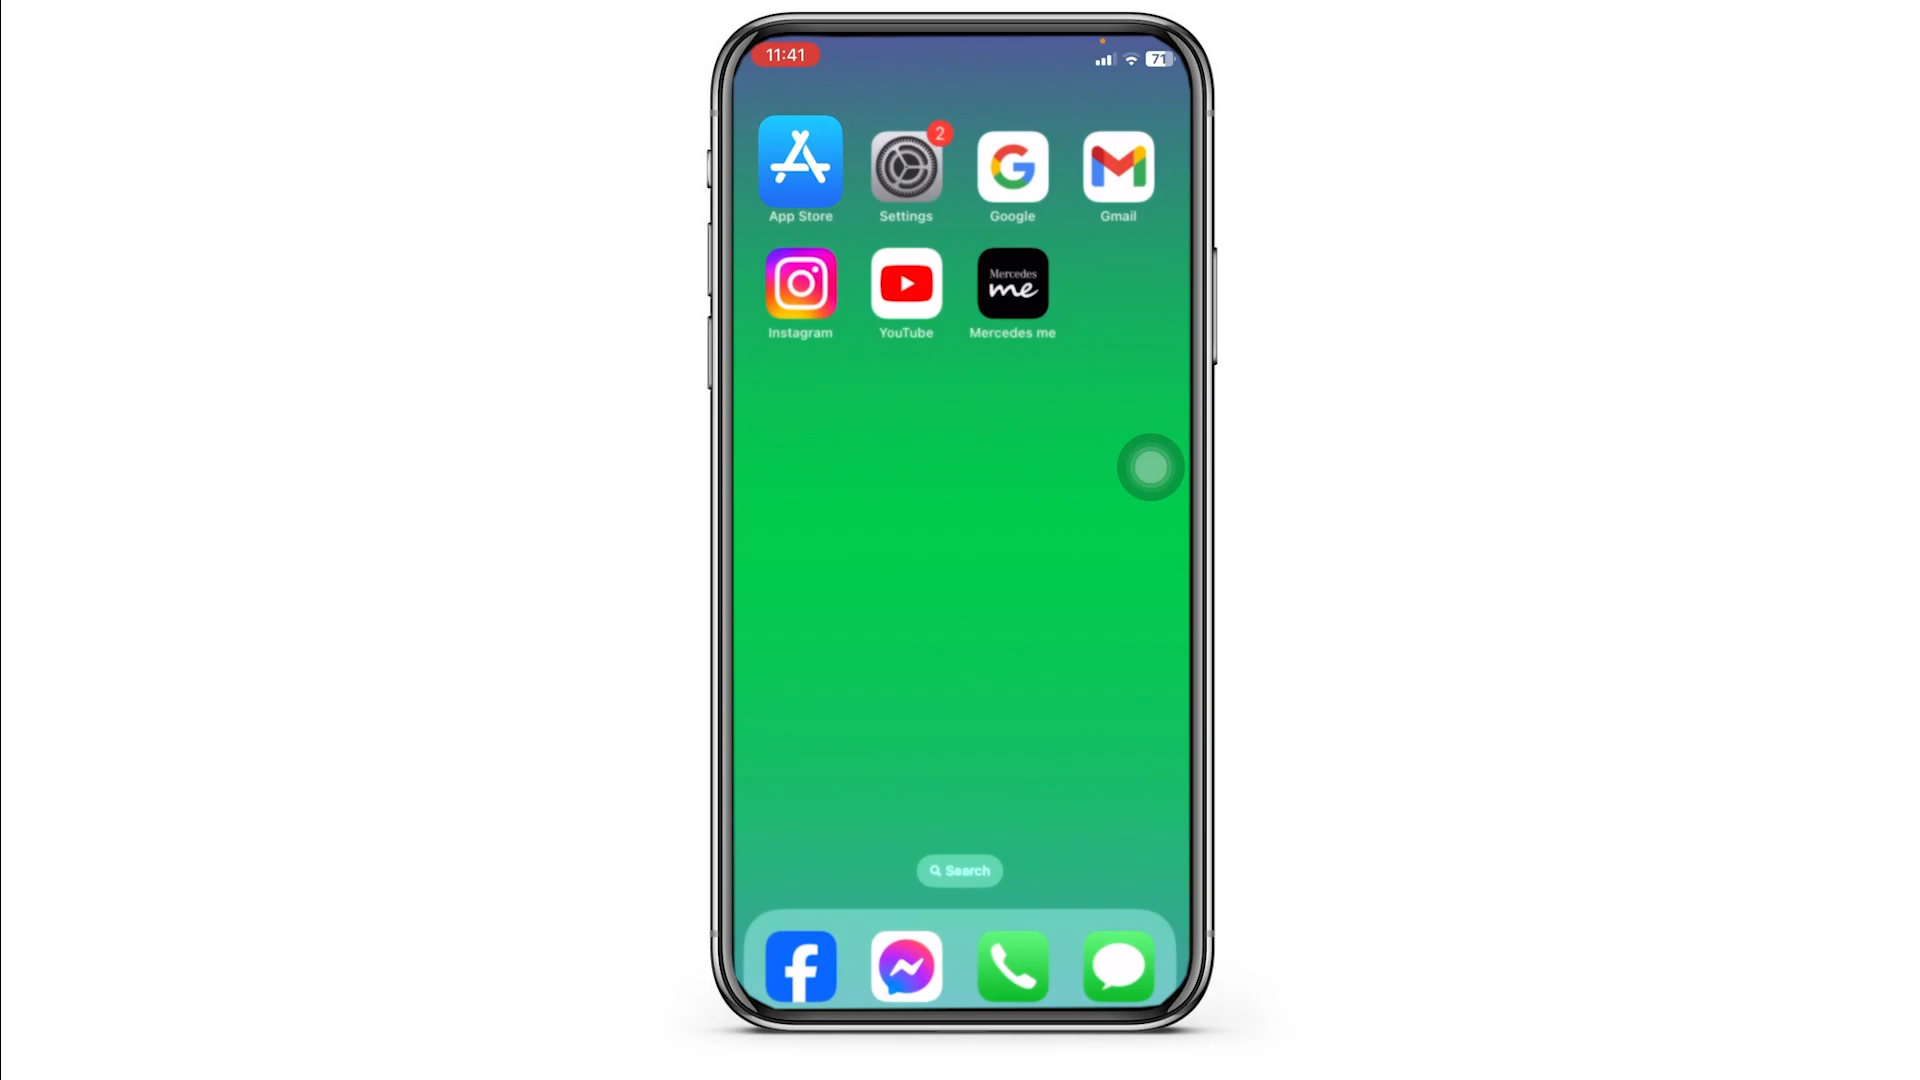 11:41
71
2
App Store
Settings
Google
Gmail
Mercedes
me
Instagram
YouTube
Mercedes me
Search